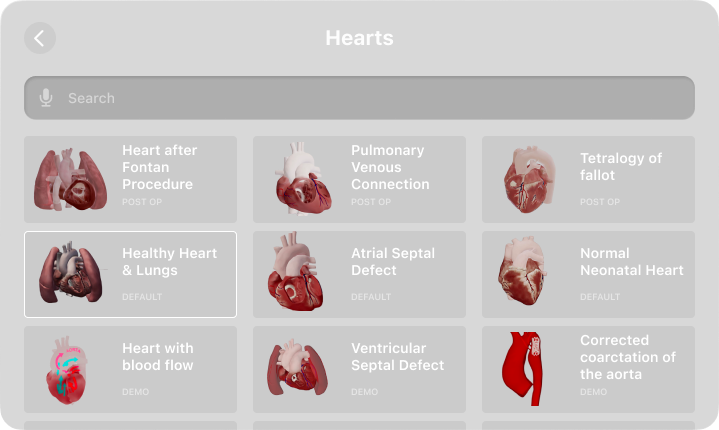 Hearts
Search
Heart after
Fontan
Procedure
POST OP
Pulmonary
Venous
Connection
POST OP
Tetralogy of
fallot
POST OP
Healthy Heart
& Lungs
DEFAULT
Atrial Septal
Defect
DEFAULT
Normal
Neonatal Heart
DEFAULT
Heart with
blood flow
DEMO
Ventricular
Septal Defect
DEMO
Corrected
coarctation of
the aorta
DEMO